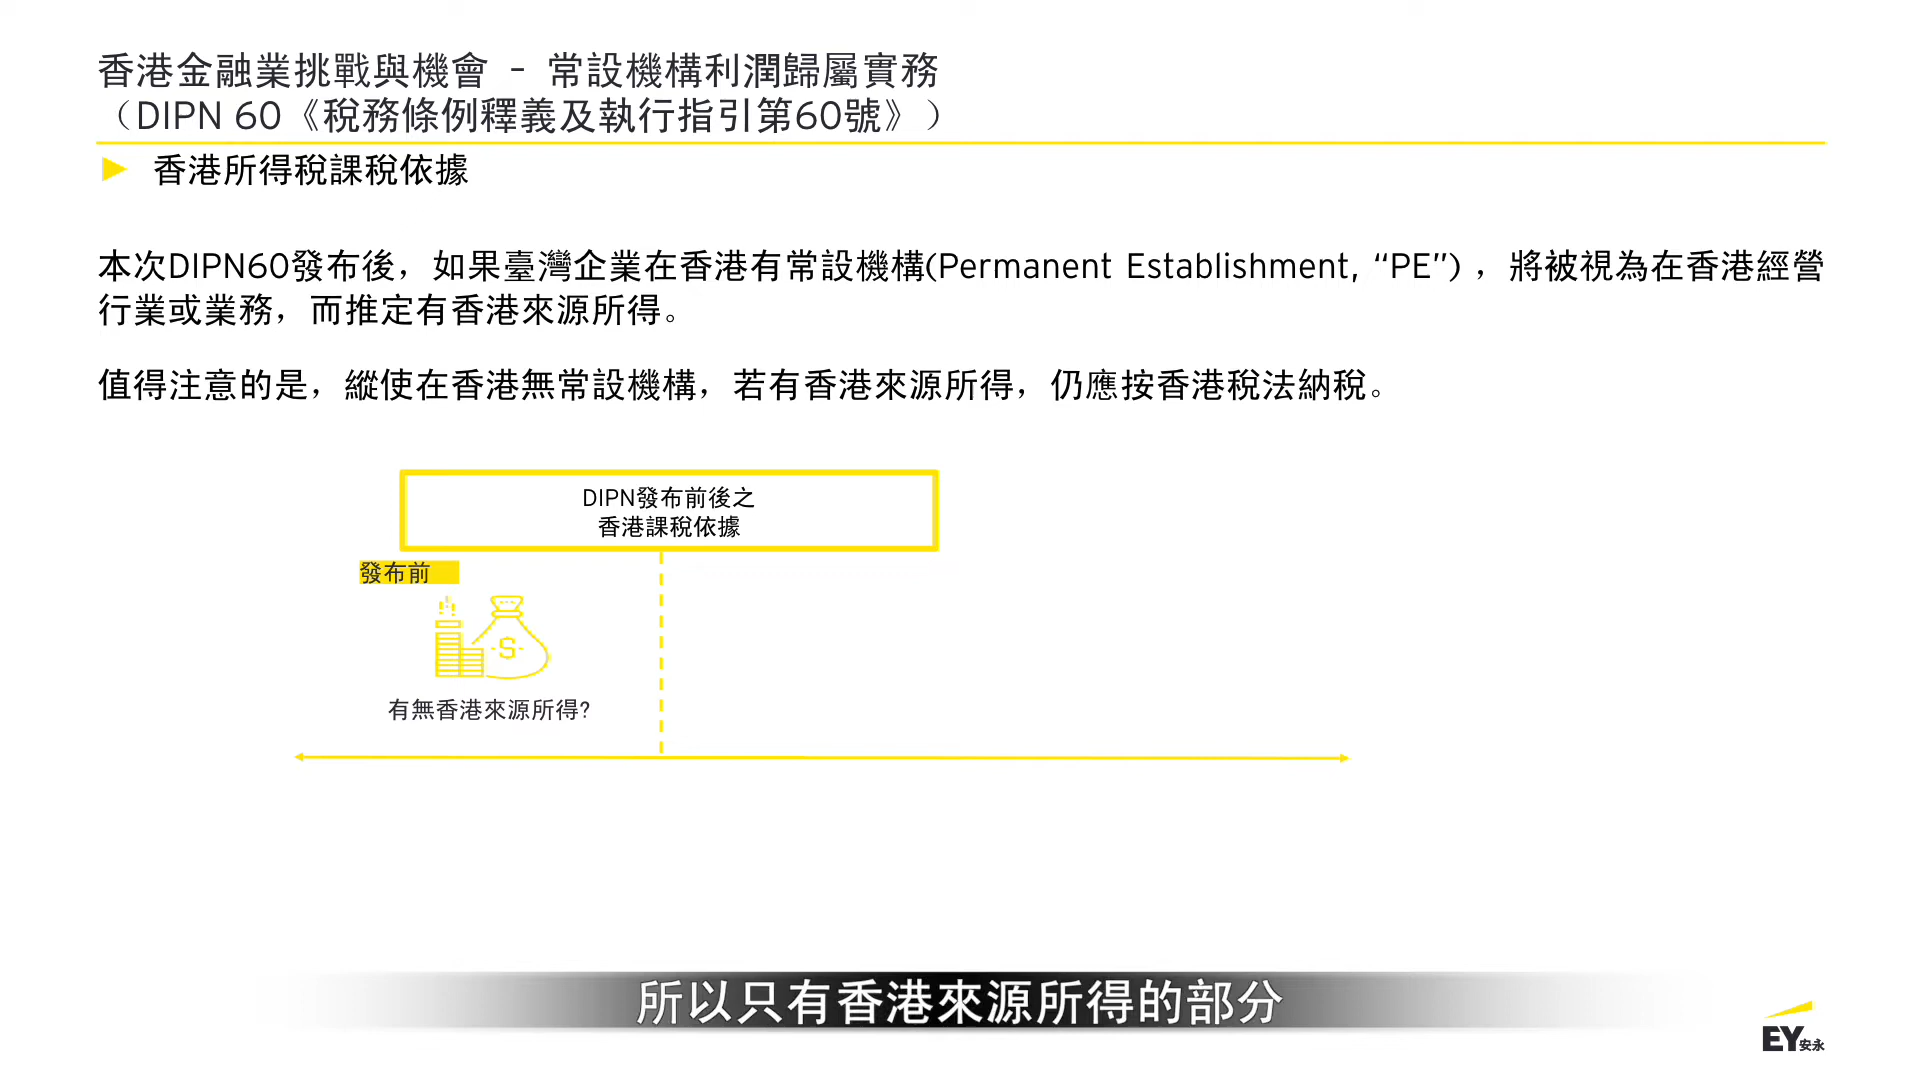 香港金融業挑戰與機會 - 常設機構利潤歸屬實務
（DIPN 60《稅務條例釋義及執行指引第60號》）
► 香港所得稅課稅依據
本次DIPN60發布後，如果臺灣企業在香港有常設機構(Permanent Establishment, “PE”) ，將被視為在香港經營
行業或業務，而推定有香港來源所得。
值得注意的是，縱使在香港無常設機構，若有香港來源所得，仍應按香港稅法納稅。
DIPN發布前後之
香港課稅依據
發布前
S
有無香港來源所得?
所以只有香港來源所得的部分
EY安永